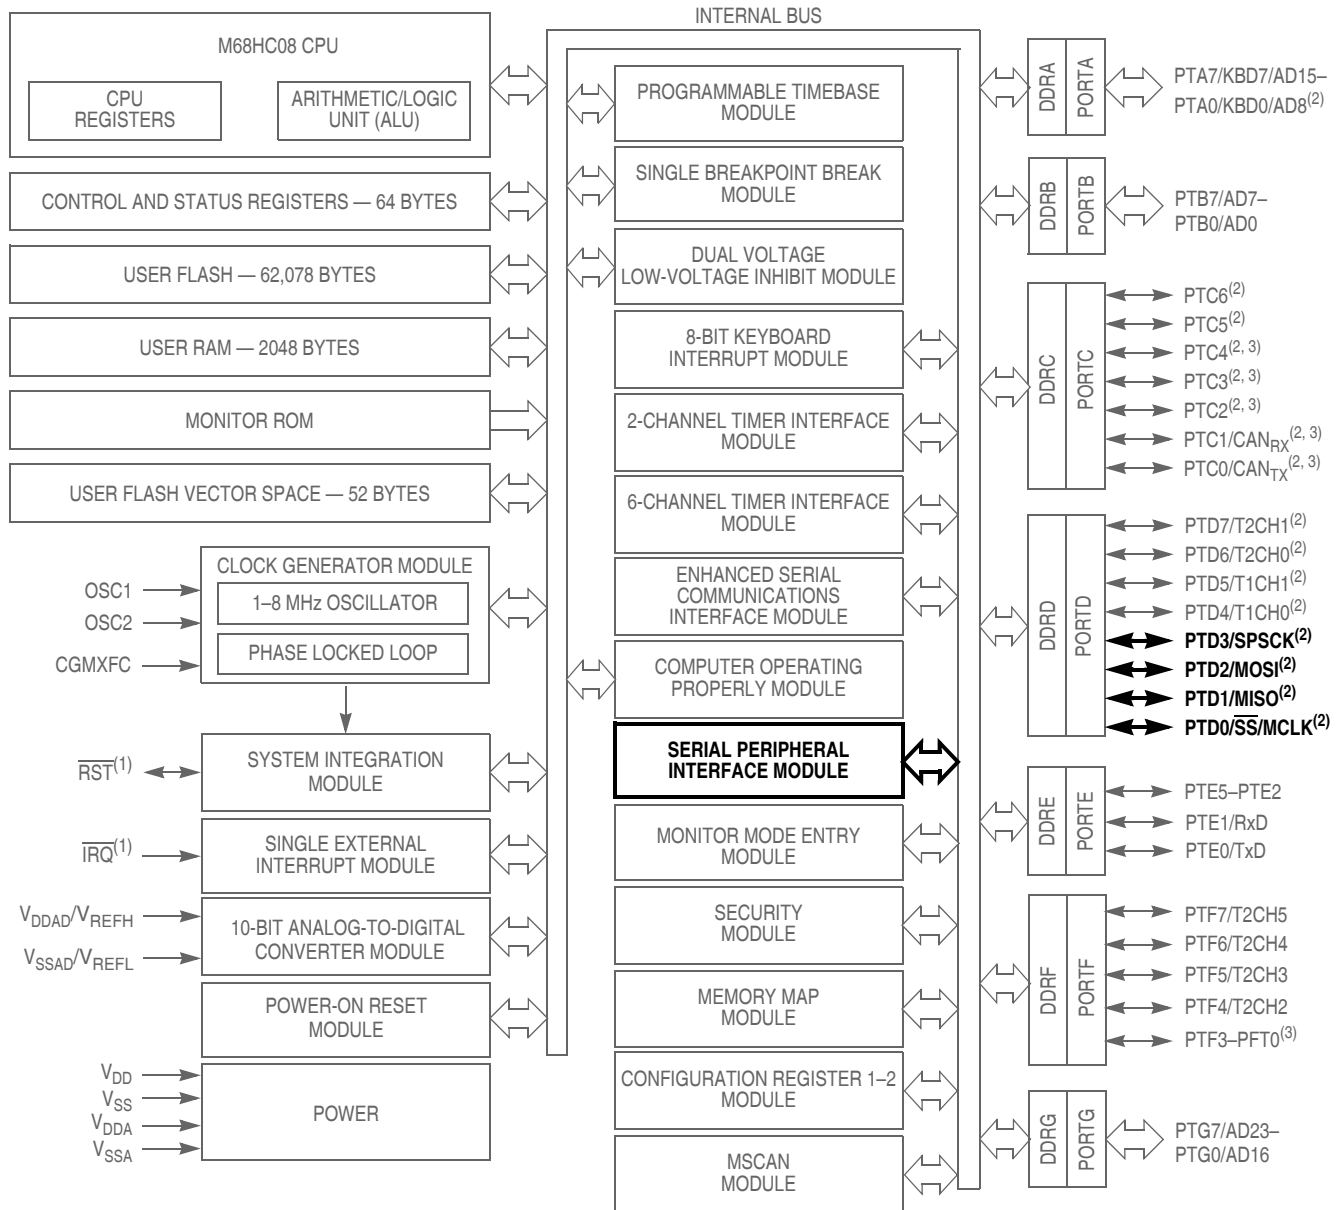 INTERNAL BUS
M68HC08 CPU
CPU
REGISTERS
ARITHMETIC/LOGIC
UNIT (ALU)
CONTROL AND STATUS REGISTERS — 64 BYTES
USER FLASH — 62,078 BYTES
USER RAM — 2048 BYTES
MONITOR ROM
USER FLASH VECTOR SPACE — 52 BYTES
OSC1
OSC2
CGMXFC
CLOCK GENERATOR MODULE
1–8 MHz OSCILLATOR
PHASE LOCKED LOOP
RST(1)
SYSTEM INTEGRATION
MODULE
IRQ(1)
SINGLE EXTERNAL
INTERRUPT MODULE
VDDAD/VREFH
VSSAD/VREFL
10-BIT ANALOG-TO-DIGITAL
CONVERTER MODULE
POWER-ON RESET
MODULE
VDD
VSS
VDDA
VSSA
POWER
PROGRAMMABLE TIMEBASE
MODULE
SINGLE BREAKPOINT BREAK
MODULE
DUAL VOLTAGE
LOW-VOLTAGE INHIBIT MODULE
8-BIT KEYBOARD
INTERRUPT MODULE
2-CHANNEL TIMER INTERFACE
MODULE
6-CHANNEL TIMER INTERFACE
MODULE
ENHANCED SERIAL
COMMUNICATIONS
INTERFACE MODULE
COMPUTER OPERATING
PROPERLY MODULE
SERIAL PERIPHERAL
INTERFACE MODULE
MONITOR MODE ENTRY
MODULE
SECURITY
MODULE
MEMORY MAP
MODULE
CONFIGURATION REGISTER 1–2
MODULE
MSCAN
MODULE
DDRA
PORTA
PTA7/KBD7/AD15–
PTA0/KBD0/AD8(2)
DDRB
PORTB
PTB7/AD7–
PTB0/AD0
DDRC
PORTC
PTC6(2)
PTC5(2)
PTC4(2, 3)
PTC3(2, 3)
PTC2(2, 3)
PTC1/CANRX(2, 3)
PTC0/CANTX(2, 3)
DDRD
PORTD
PTD7/T2CH1(2)
PTD6/T2CH0(2)
PTD5/T1CH1(2)
PTD4/T1CH0(2)
PTD3/SPSCK(2)
PTD2/MOSI(2)
PTD1/MISO(2)
PTD0/SS/MCLK(2)
DDRE
PORTE
PTE5–PTE2
PTE1/RxD
PTE0/TxD
DDRF
PORTF
PTF7/T2CH5
PTF6/T2CH4
PTF5/T2CH3
PTF4/T2CH2
PTF3–PFT0(3)
DDRG
PORTG
PTG7/AD23–
PTG0/AD16